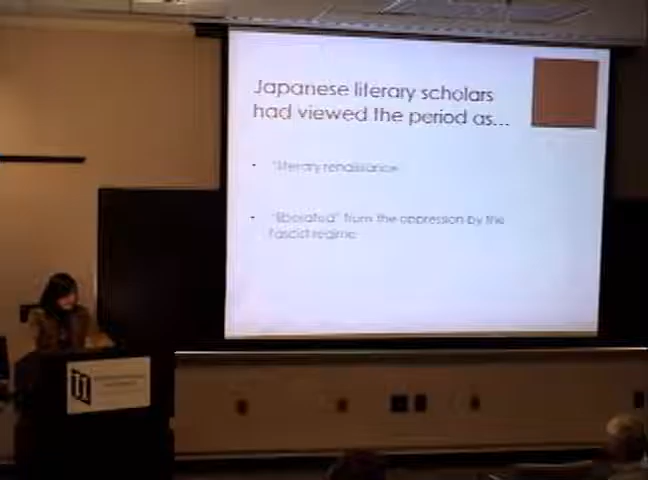 Japanese literary scholars
had viewed the period as...
• "literary renaissance
• "liberated" from the oppression by the
fascist regime